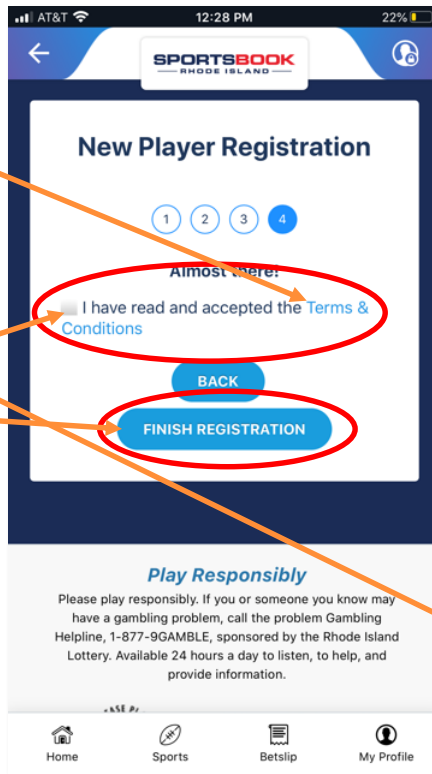 AT&T 12:28 PM 22%
SPORTSBOOK
RHODE ISLAND
New Player Registration
1 2 3 4
Almost there!
I have read and accepted the Terms &
Conditions
BACK
FINISH REGISTRATION
Play Responsibly
Please play responsibly. If you or someone you know may
have a gambling problem, call the problem Gambling
Helpline, 1-877-9GAMBLE, sponsored by the Rhode Island
Lottery. Available 24 hours a day to listen, to help, and
provide information.
Home Sports Betslip My Profile